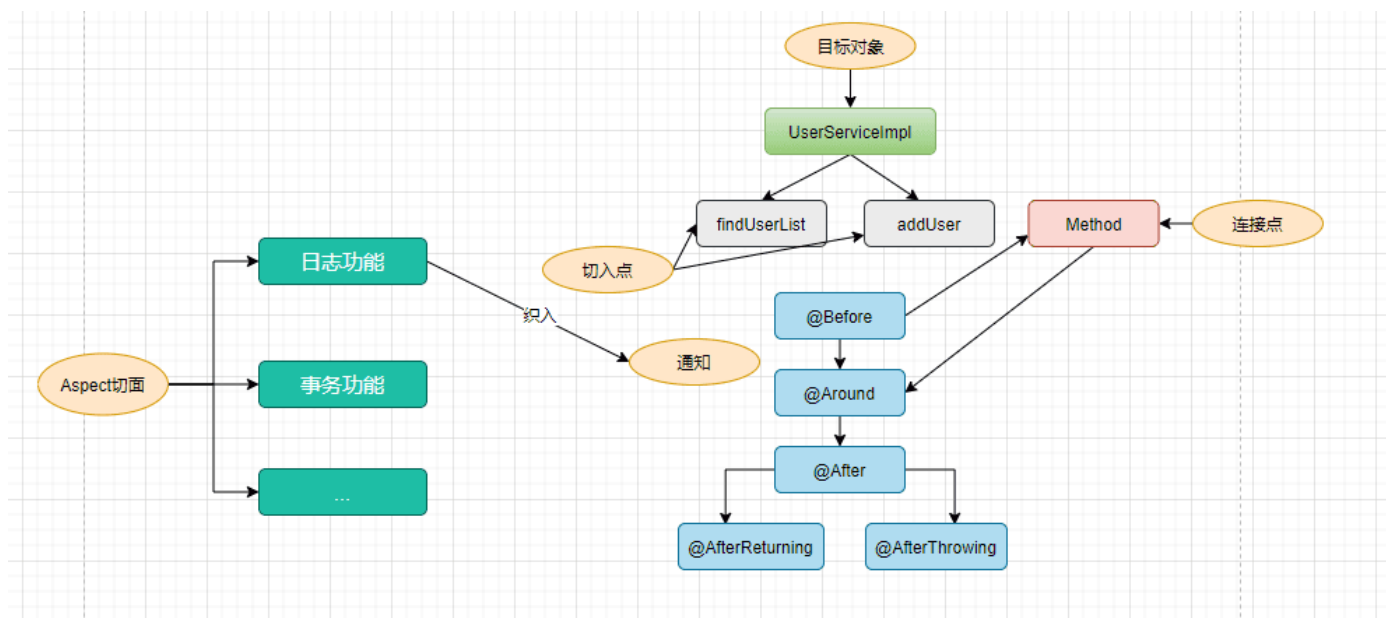 目标对象
UserServiceImpl
findUserList
addUser
Method
连接点
日志功能
切入点
织入
@Before
通知
Aspect切面
事务功能
@Around
@After
...
@AfterReturning
@AfterThrowing